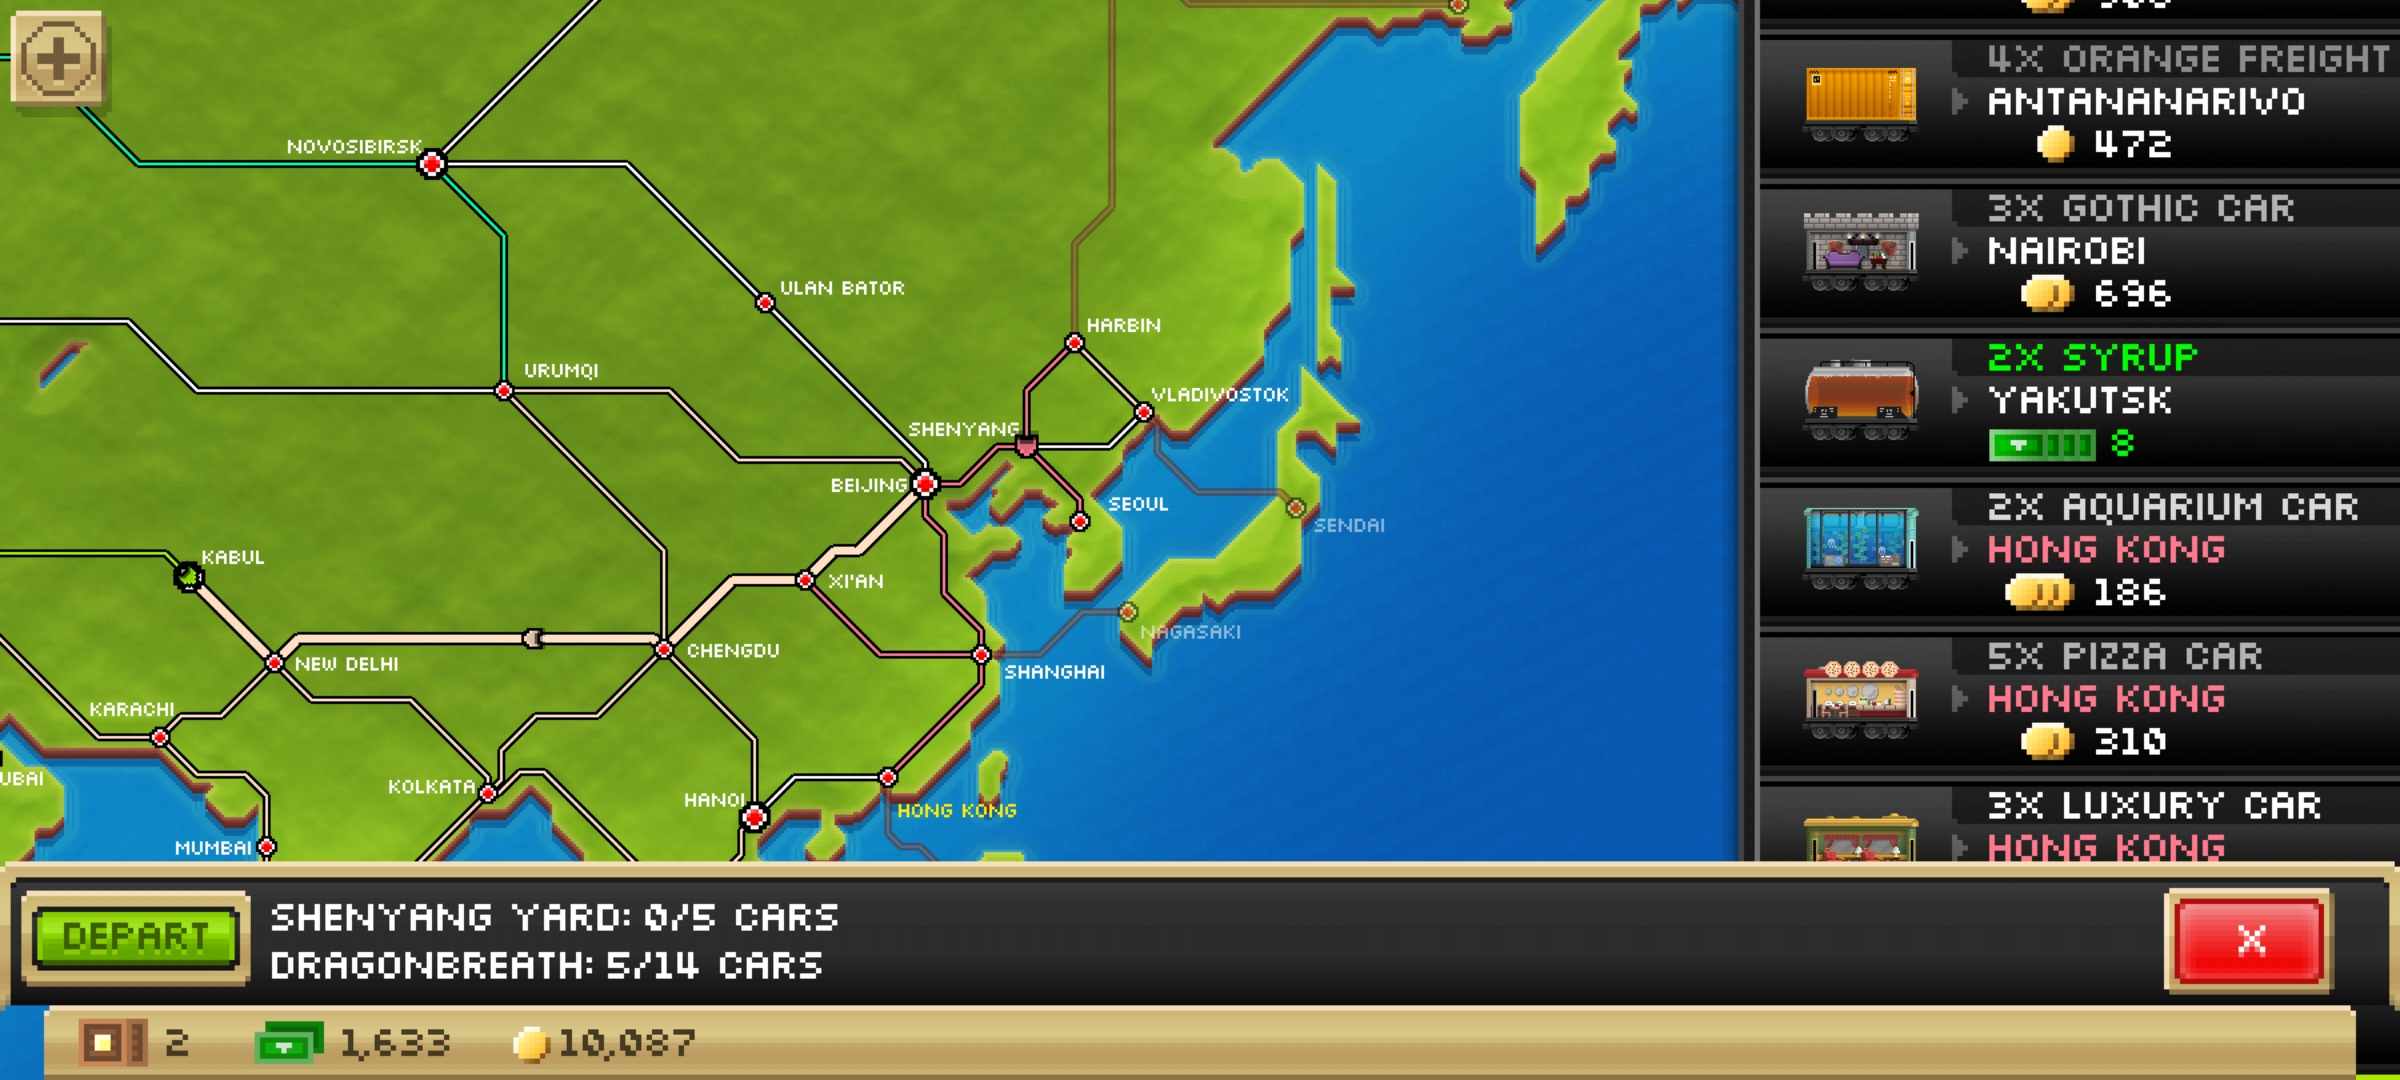 NOVOSIBIRSK
ULAN BATOR
HARBIN
URUMQI
VLADIVOSTOK
SHENYANG
BEIJING
SEOUL
SENDAI
KABUL
XI'AN
NAGASAKI
NEW DELHI
CHENGDU
SHANGHAI
KARACHI
UBAI
KOLKATA
HANOI
HONG KONG
MUMBAI
4X ORANGE FREIGHT
ANTANANARIVO
472
3X GOTHIC CAR
NAIROBI
696
2X SYRUP
YAKUTSK
8
2X AQUARIUM CAR
HONG KONG
186
5X PIZZA CAR
HONG KONG
310
3X LUXURY CAR
HONG KONG
DEPART
SHENYANG YARD: 0/5 CARS
DRAGONBREATH: 5/14 CARS
X
2
1,633
10,087